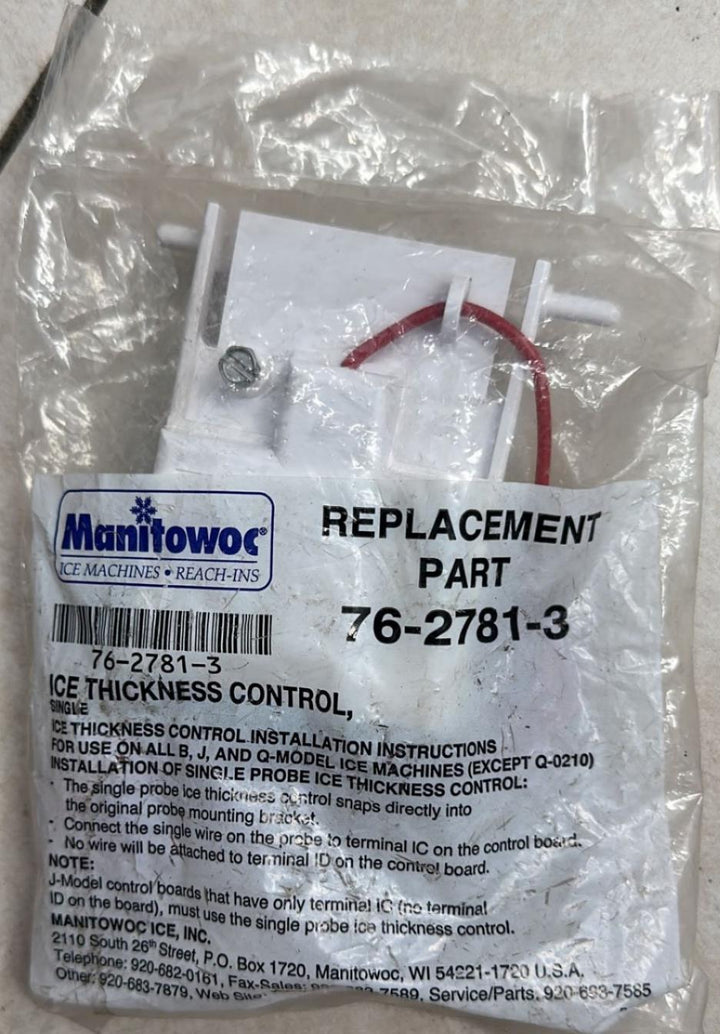 Manitowoc®
ICE MACHINES • REACH-INS
REPLACEMENT
PART
76-2781-3
76-2781-3
ICE THICKNESS CONTROL,
SINGLE
ICE THICKNESS CONTROL INSTALLATION INSTRUCTIONS
FOR USE ON ALL B, J, AND Q-MODEL ICE MACHINES (EXCEPT Q-0210)
INSTALLATION OF SINGLE PROBE ICE THICKNESS CONTROL:
- The single probe ice thickness control snaps directly into
the original probe mounting bracket.
- Connect the single wire on the probe to terminal IC on the control board.
- No wire will be attached to terminal ID on the control board.
NOTE:
J-Model control boards that have only terminal IC (no terminal
ID on the board), must use the single probe ice thickness control.
MANITOWOC ICE, INC.
2110 South 26th Street, P.O. Box 1720, Manitowoc, WI 54221-1720 U.S.A.
Telephone: 920-682-0161, Fax-Sales: 7589, Service/Parts, 920-693-7585
Other: 920-683-7879, Web Site: